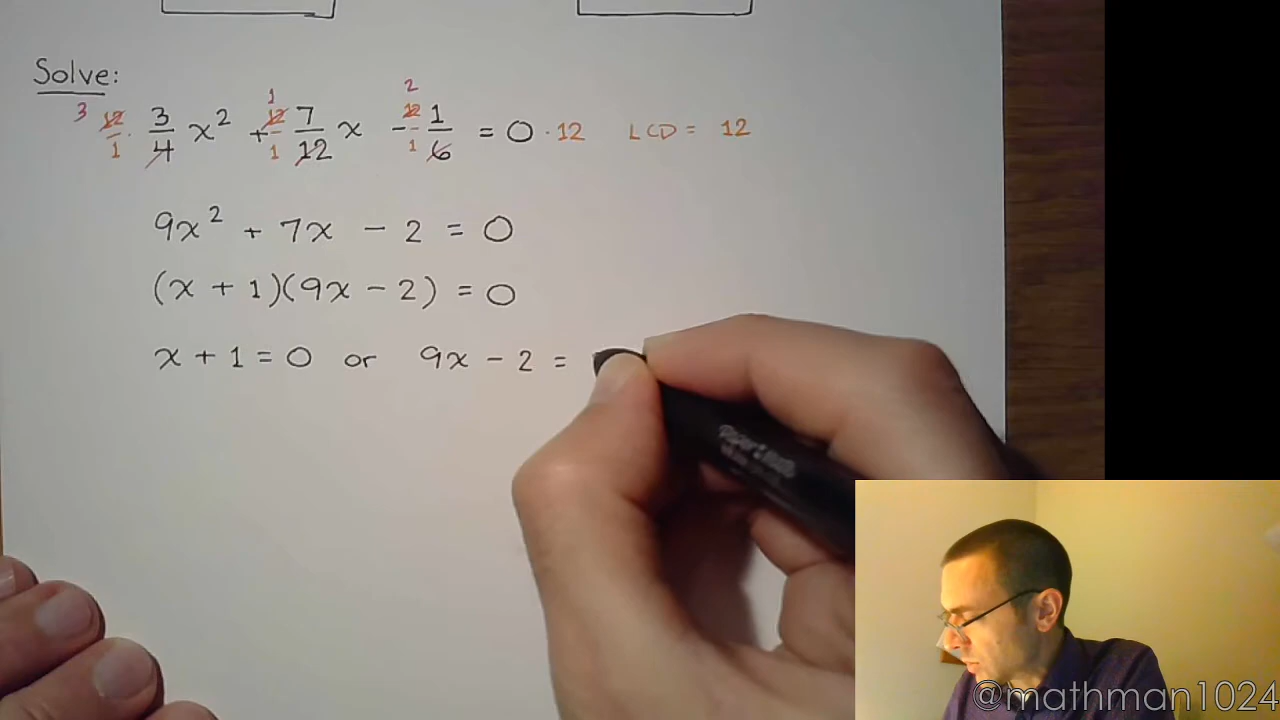 Solve:
3 12/1 · 3/4 x² + 1 12/1 7/12 x - 2 12/1 1/6 = 0 · 12 LCD = 12
9x² + 7x - 2 = 0
(x + 1)(9x - 2) = 0
x + 1 = 0 or 9x - 2 =
@mathman1024